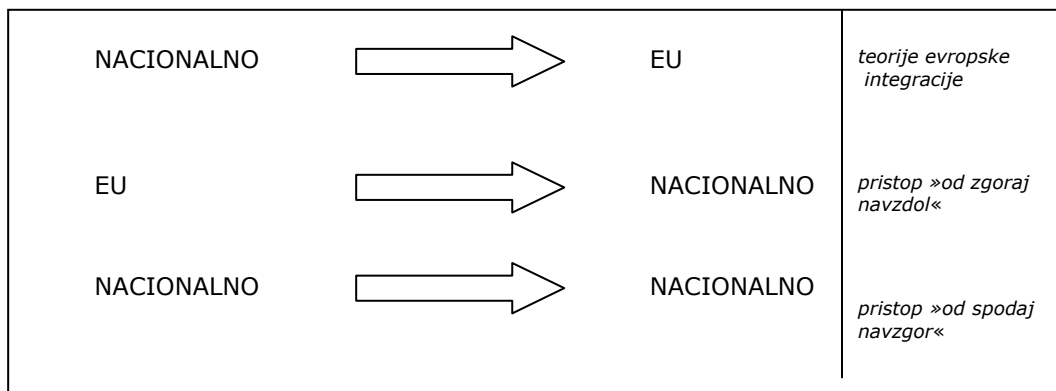 NACIONALNO EU teorije evropske
integracije
EU NACIONALNO pristop »od zgoraj
navzdol«
NACIONALNO NACIONALNO
pristop »od spodaj
navzgor«